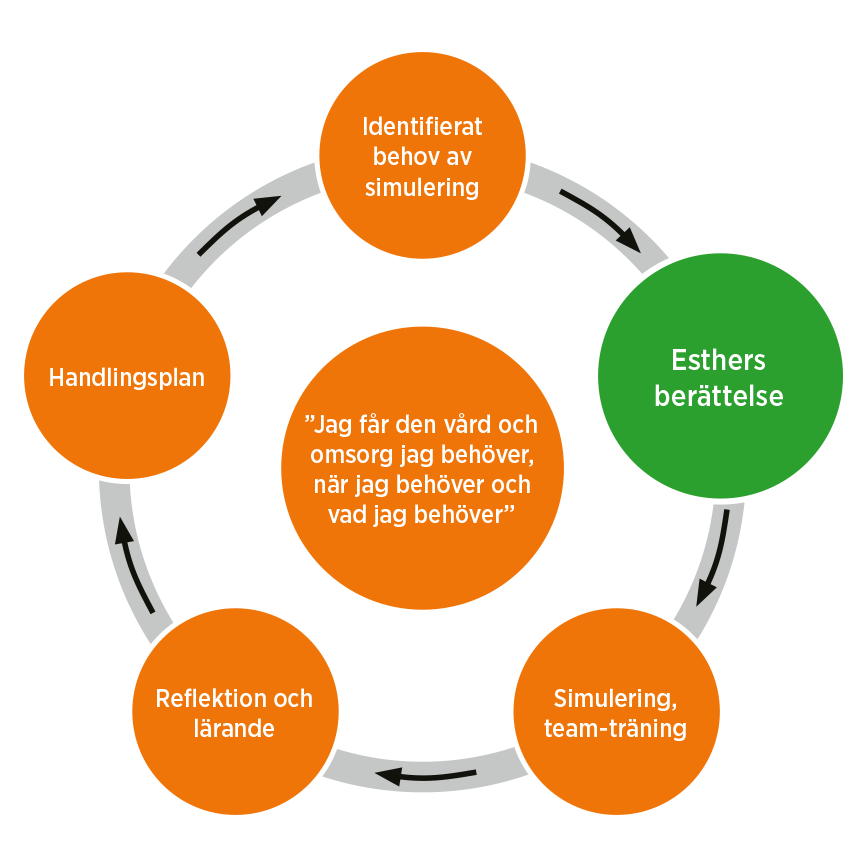 Identifierat
behov av
simulering
Esthers
berättelse
Simulering,
team-träning
Reflektion och
lärande
Handlingsplan
”Jag får den vård och
omsorg jag behöver,
när jag behöver och
vad jag behöver”